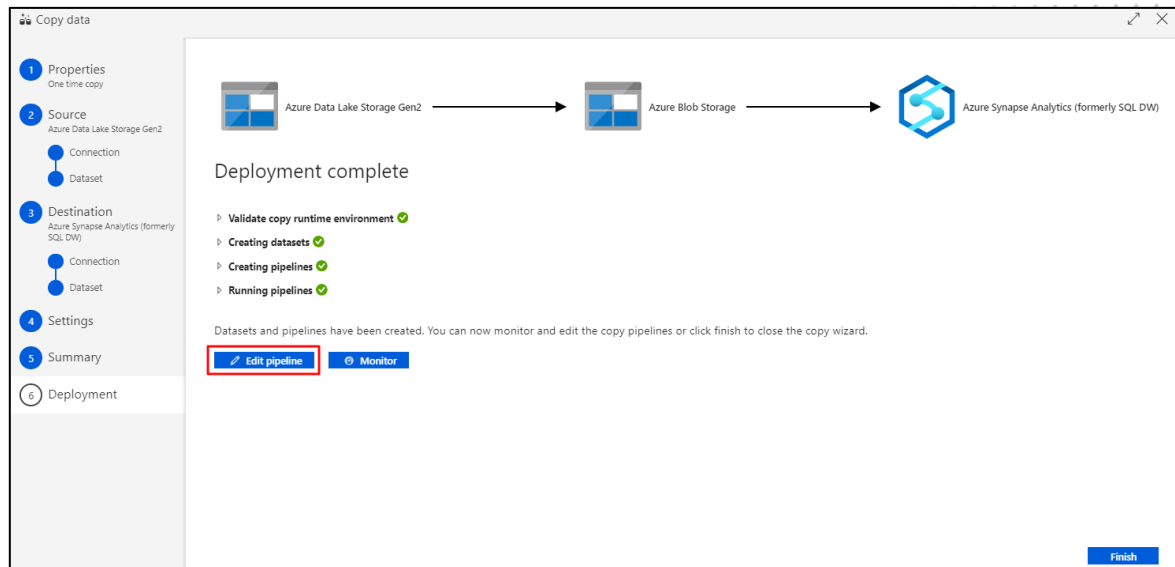 Copy data
1
Properties
One time copy
2
Source
Azure Data Lake Storage Gen2
Connection
Dataset
3
Destination
Azure Synapse Analytics (formerly
SQL DW)
Connection
Dataset
4
Settings
5
Summary
6
Deployment
Azure Data Lake Storage Gen2
Azure Blob Storage
Azure Synapse Analytics (formerly SQL DW)
Deployment complete
Validate copy runtime environment
Creating datasets
Creating pipelines
Running pipelines
Datasets and pipelines have been created. You can now monitor and edit the copy pipelines or click finish to close the copy wizard.
Edit pipeline
Monitor
Finish